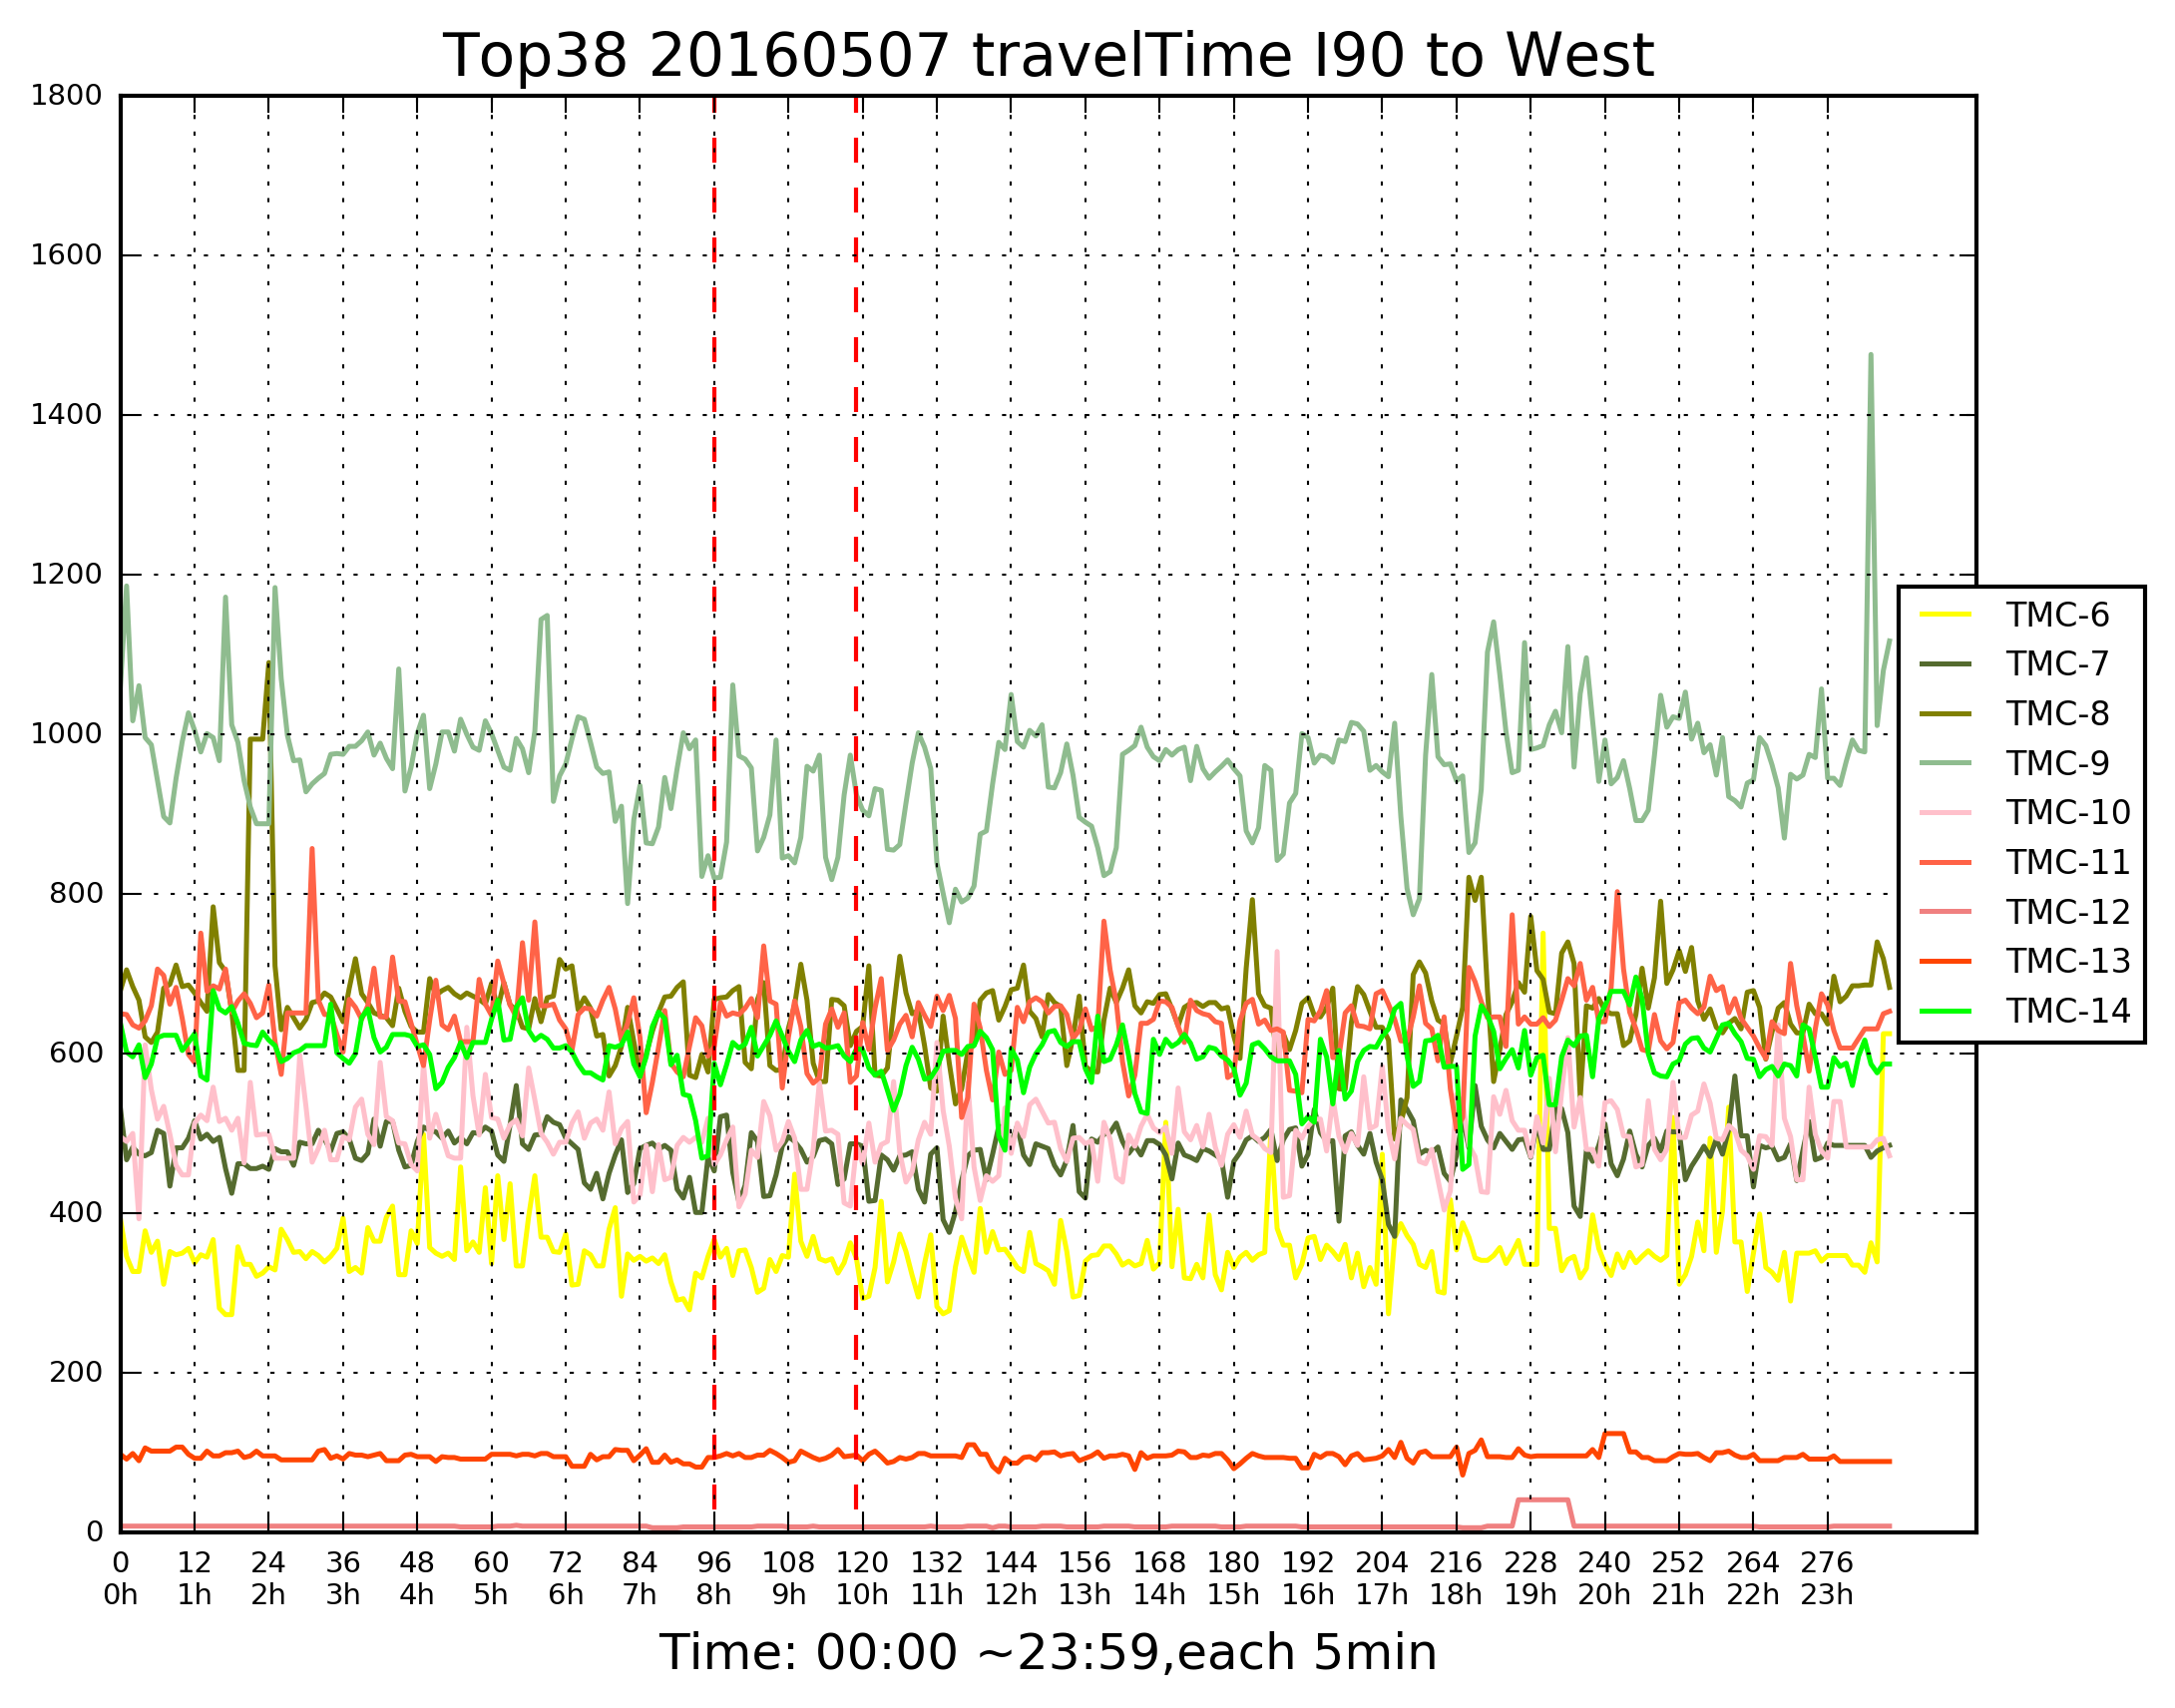 Top38 20160507 travelTime I90 to West
1800
1600
1400
1200
1000
800
600
400
200
0
TMC-6
TMC-7
TMC-8
TMC-9
TMC-10
TMC-11
TMC-12
TMC-13
TMC-14
0 12 24 36 48 60 72 84 96 108 120 132 144 156 168 180 192 204 216 228 240 252 264 276
0h 1h 2h 3h 4h 5h 6h 7h 8h 9h 10h 11h 12h 13h 14h 15h 16h 17h 18h 19h 20h 21h 22h 23h
Time: 00:00 ~23:59,each 5min